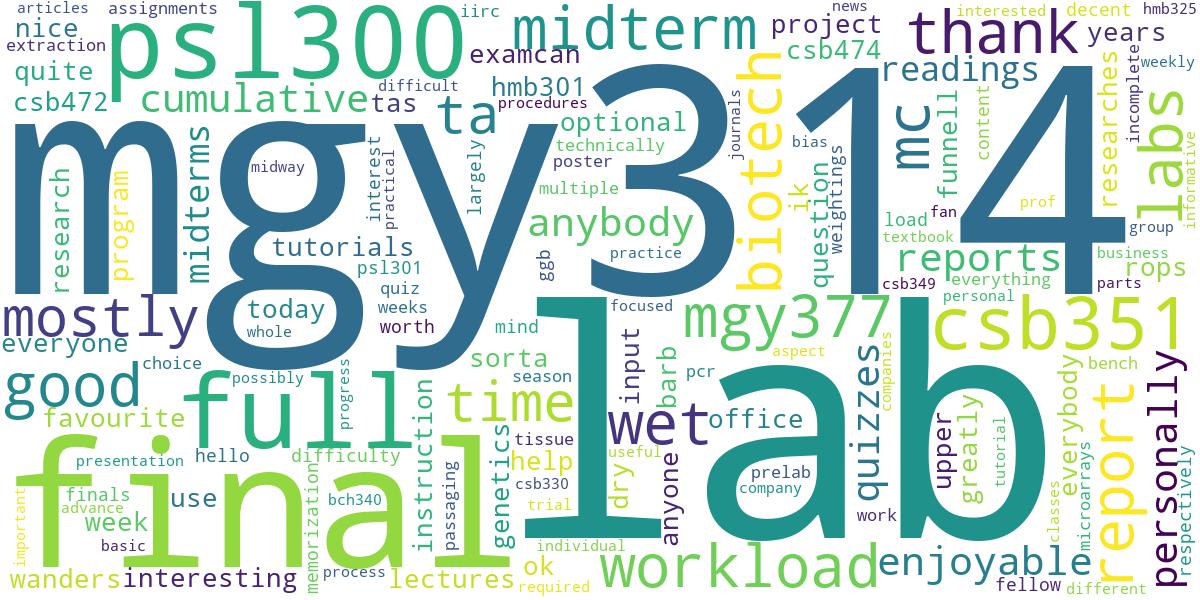 articles
assignments
iirc
news
interested
decent
hmb325
nice
psl300
midterm
project
thank
years
extraction
examcan
csb474
quite
difficult
hmb301
readings
researches
incomplete
weekly
csb472
cumulative
tas
ta
procedures
optional
biotech
mc
funnell
content
labs
informative
mgy314
midway
interest
practical
largely
technically
poster
journals
bias
ik
question
weightings
research
program
midterms
multiple
anybody
load
fan
textbook
prof
group
tutorials
psl301
ggb
practice
reports
business
rops
today
quiz
weeks
whole
worth
focused
csb349
everything
personal
parts
mostly
everyone
mind
mgy377
csb351
choice
possibly
sorta
season
input
barb
pcr
aspect
companies
bench
good
full
progress
time
wet
lab
office
quizzes
upper
greatly
everybody
report
personally
favourite
instruction
hello
presentation
difficulty
genetics
tissue
help
csb330
trial
useful
dry
anyone
prelab
company
work
tutorial
classes
microarrays
respectively
final
finals
advance
week
use
memorization
bch340
passaging
important
basic
individual
wanders
interesting
process
lectures
ok
required
workload
enjoyable
fellow
different